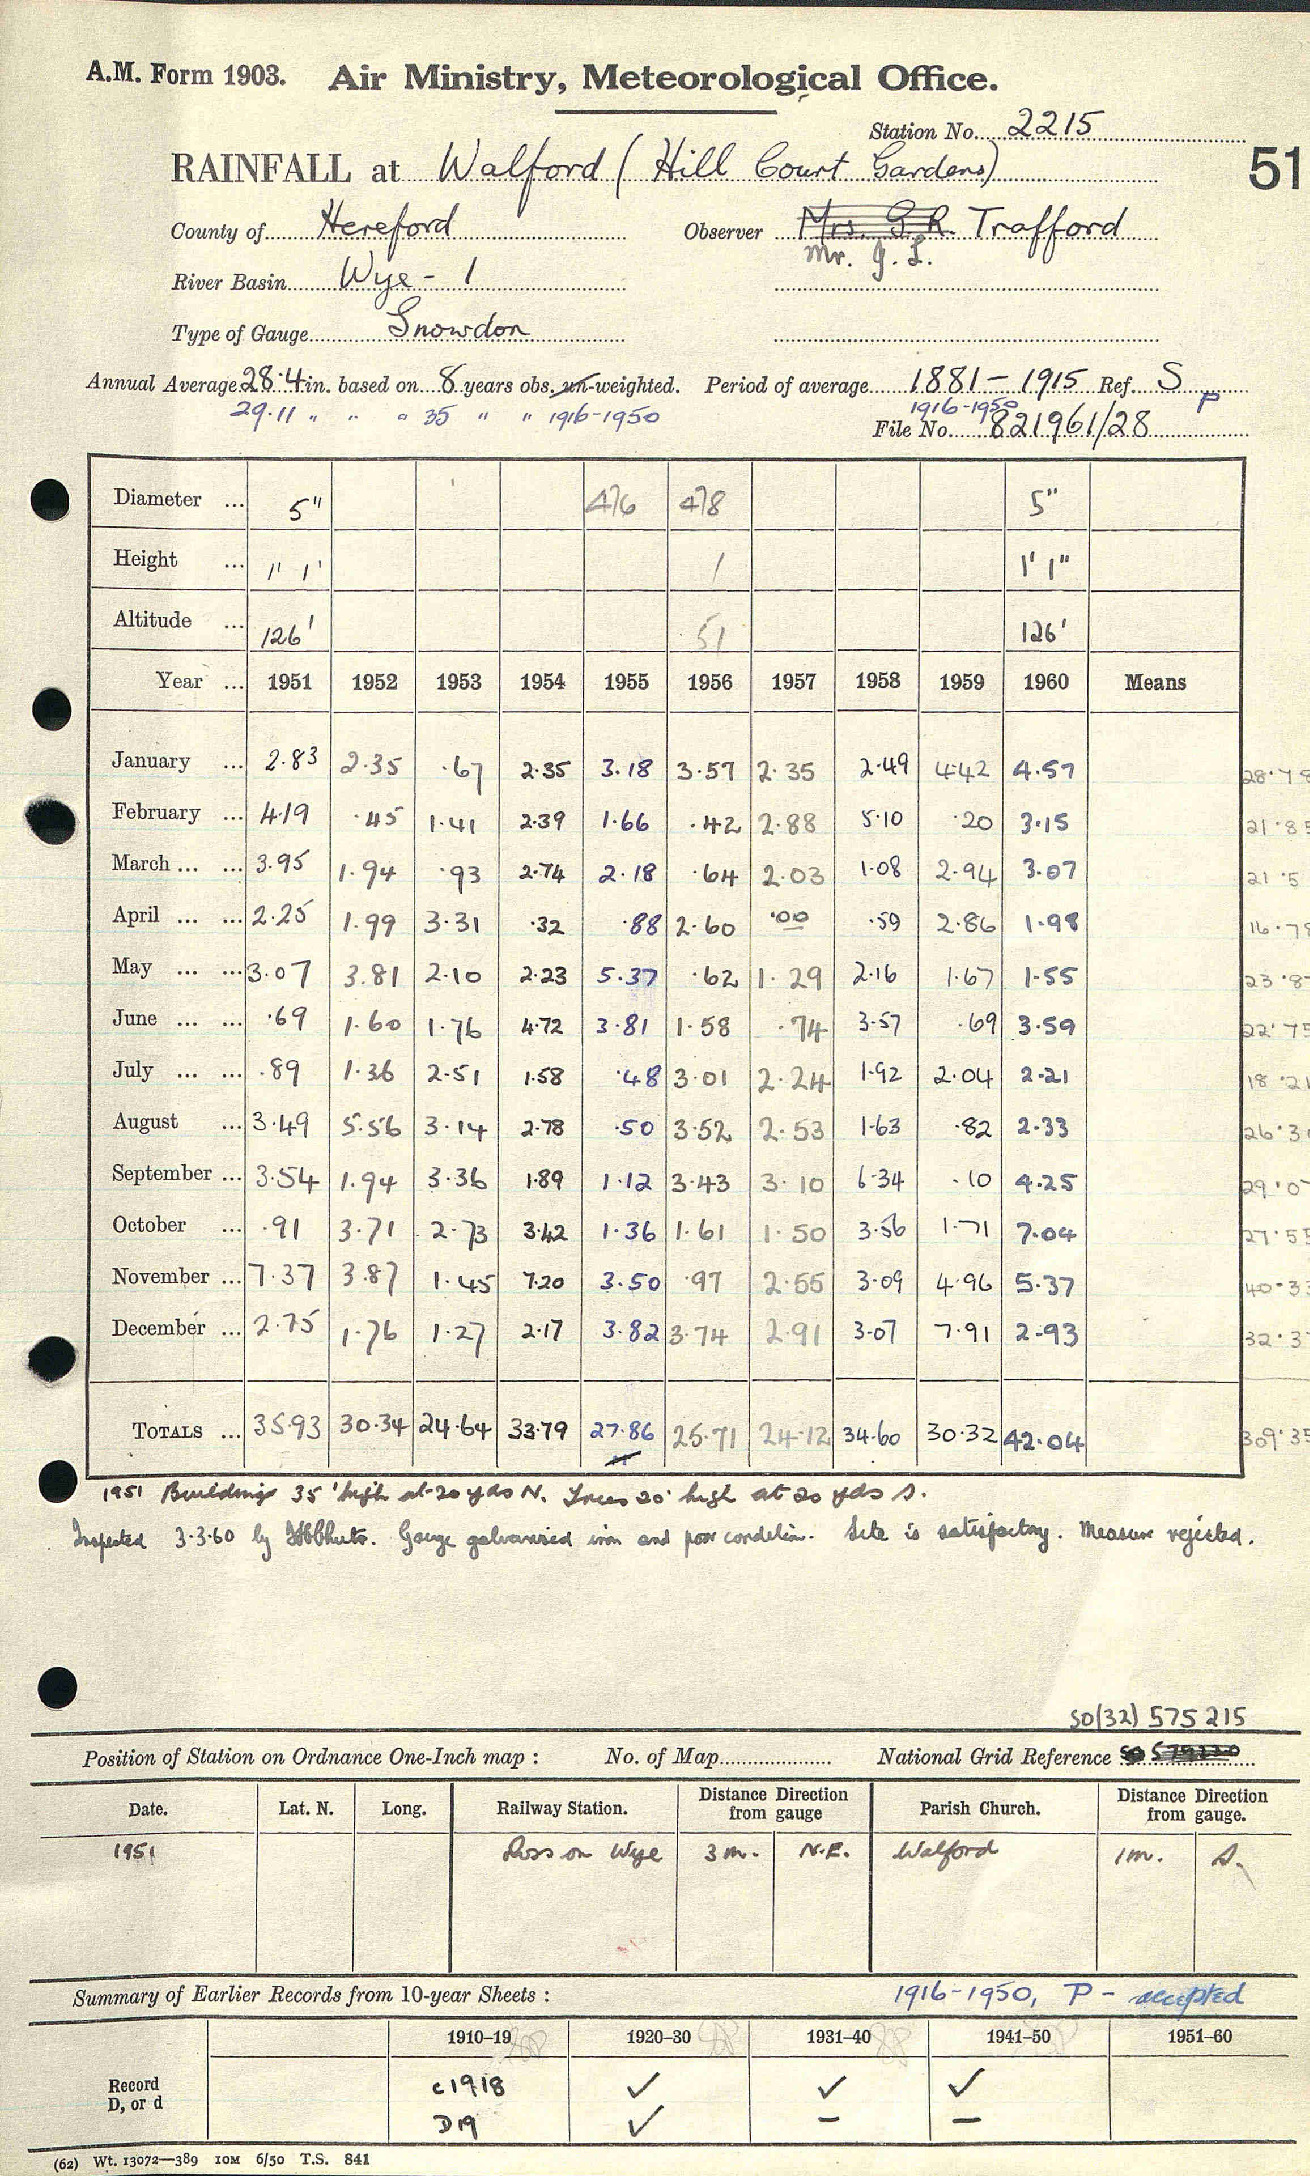 A.M. Form 1903. Air Ministry, Meteorological Office.
Station No. 2215
51
RAINFALL at Walford (Hill Court Gardens)
County of Hereford Observer Mrs. G.R. Trafford
Mr. J. L.
River Basin Wye - 1
Type of Gauge Snowdon
Annual Average 28.4 in. based on 8 years obs. un-weighted. Period of average 1881 - 1915 Ref. S
29.11 " " " 35 " " 1916-1950 1916-1950 P
File No. 821961/28
Diameter ... 5" 4/6 4/8 5"
Height ... 1' 1" 1 1' 1"
Altitude ... 126' 51 126'
Year ... 1951 1952 1953 1954 1955 1956 1957 1958 1959 1960 Means
January ... 2.83 2.35 .67 2.35 3.18 3.57 2.35 2.49 4.42 4.57 28.78
February ... 4.19 .45 1.41 2.39 1.66 .42 2.88 5.10 .20 3.15 21.85
March ... ... 3.95 1.94 .93 2.74 2.18 .64 2.03 1.08 2.94 3.07 21.5
April ... ... 2.25 1.99 3.31 .32 .88 2.60 .00 .59 2.86 1.98 16.78
May ... ... 3.07 3.81 2.10 2.23 5.37 .62 1.29 2.16 1.67 1.55 23.8
June ... ... .69 1.60 1.76 4.72 3.81 1.58 .74 3.57 .69 3.59 22.75
July ... ... .89 1.36 2.51 1.58 .48 3.01 2.24 1.92 2.04 2.21 18.21
August ... 3.49 5.56 3.14 2.78 .50 3.52 2.53 1.63 .82 2.33 26.3
September ... 3.54 1.94 3.36 1.89 1.12 3.43 3.10 6.34 .10 4.25 29.0
October ... .91 3.71 2.73 3.42 1.36 1.61 1.50 3.56 1.71 7.04 27.55
November ... 7.37 3.87 1.45 7.20 3.50 .97 2.55 3.09 4.96 5.37 40.3
December ... 2.75 1.76 1.27 2.17 3.82 3.74 2.91 3.07 7.91 2.93 32.3
TOTALS ... 35.93 30.34 24.64 33.79 27.86 25.71 24.12 34.60 30.32 42.04 309.35
1951 Buildings 35' high at 20 yds N. Trees 20' high at 20 yds S.
Inspected 3.3.60 by Gauge galvanised iron and poor condition. Site is satisfactory. Measure rejected.
SO(32) 575 215
Position of Station on Ordnance One-Inch map : No. of Map National Grid Reference
Date. Lat. N. Long. Railway Station. Distance Direction from gauge Parish Church. Distance Direction from gauge.
1951 Ross on Wye 3 m. N.E. Walford 1 m. S.
Summary of Earlier Records from 10-year Sheets : 1916-1950, P - accepted
1910–19 1920–30 1931–40 1941–50 1951–60
Record c1918 ✓ ✓ ✓
D, or d D19 ✓ – –
(62) Wt. 13072—389 10M 6/50 T.S. 841